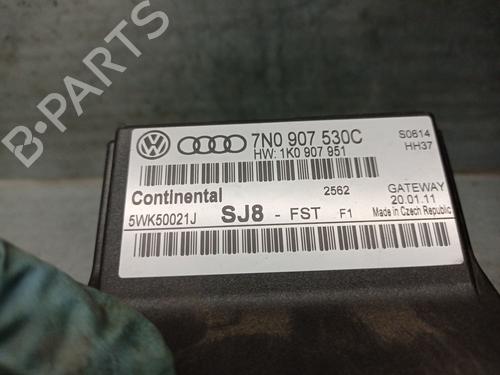 7N0 907 530C
HW: 1K0 907 951
S0614
HH37
Continental
5WK50021J
SJ8 - FST F1
2562
GATEWAY
20.01.11
Made in Czech Republic
B-PARTS